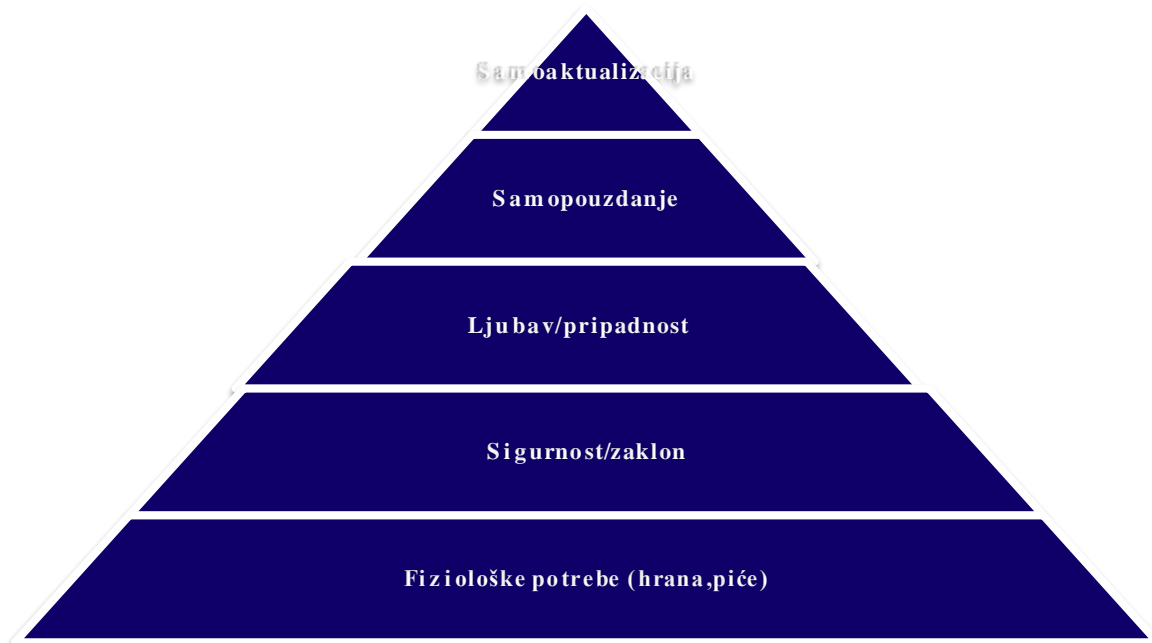 Samoaktualizacija
Samopouzdanje
Ljubav/pripadnost
Sigurnost/zaklon
Fiziološke potrebe (hrana,piće)